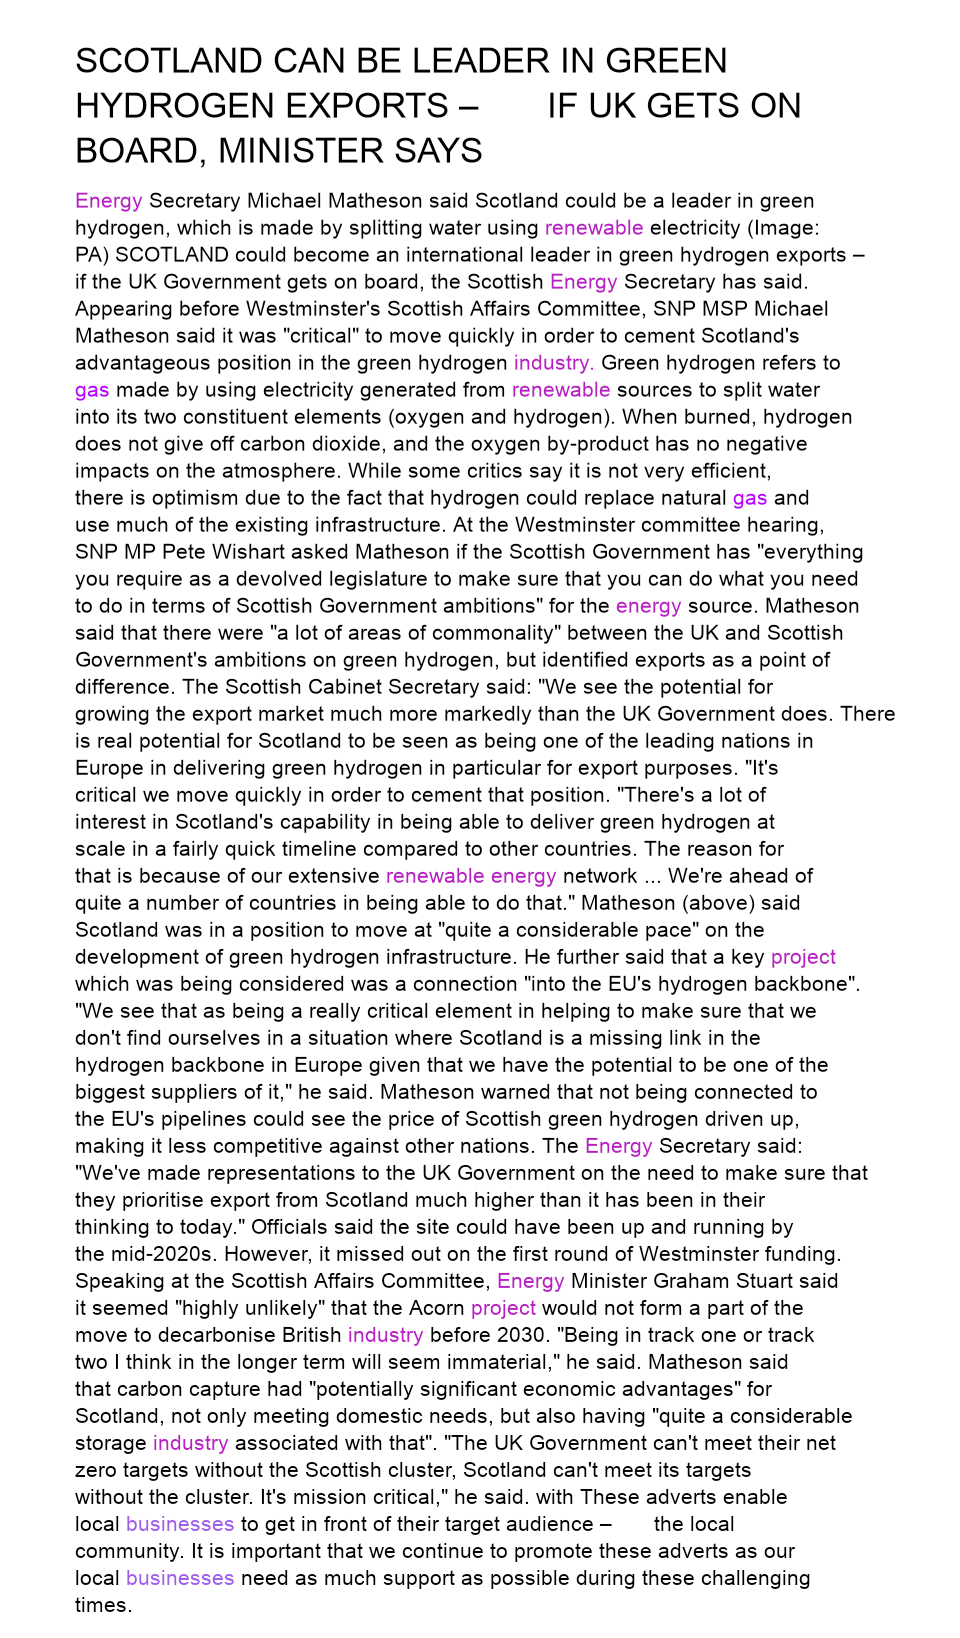 SCOTLAND CAN BE LEADER IN GREEN
HYDROGEN EXPORTS – IF UK GETS ON
BOARD, MINISTER SAYS
Energy Secretary Michael Matheson said Scotland could be a leader in green
hydrogen, which is made by splitting water using renewable electricity (Image:
PA) SCOTLAND could become an international leader in green hydrogen exports –
if the UK Government gets on board, the Scottish Energy Secretary has said.
Appearing before Westminster's Scottish Affairs Committee, SNP MSP Michael
Matheson said it was "critical" to move quickly in order to cement Scotland's
advantageous position in the green hydrogen industry. Green hydrogen refers to
gas made by using electricity generated from renewable sources to split water
into its two constituent elements (oxygen and hydrogen). When burned, hydrogen
does not give off carbon dioxide, and the oxygen by-product has no negative
impacts on the atmosphere. While some critics say it is not very efficient,
there is optimism due to the fact that hydrogen could replace natural gas and
use much of the existing infrastructure. At the Westminster committee hearing,
SNP MP Pete Wishart asked Matheson if the Scottish Government has "everything
you require as a devolved legislature to make sure that you can do what you need
to do in terms of Scottish Government ambitions" for the energy source. Matheson
said that there were "a lot of areas of commonality" between the UK and Scottish
Government's ambitions on green hydrogen, but identified exports as a point of
difference. The Scottish Cabinet Secretary said: "We see the potential for
growing the export market much more markedly than the UK Government does. There
is real potential for Scotland to be seen as being one of the leading nations in
Europe in delivering green hydrogen in particular for export purposes. "It's
critical we move quickly in order to cement that position. "There's a lot of
interest in Scotland's capability in being able to deliver green hydrogen at
scale in a fairly quick timeline compared to other countries. The reason for
that is because of our extensive renewable energy network ... We're ahead of
quite a number of countries in being able to do that." Matheson (above) said
Scotland was in a position to move at "quite a considerable pace" on the
development of green hydrogen infrastructure. He further said that a key project
which was being considered was a connection "into the EU's hydrogen backbone".
"We see that as being a really critical element in helping to make sure that we
don't find ourselves in a situation where Scotland is a missing link in the
hydrogen backbone in Europe given that we have the potential to be one of the
biggest suppliers of it," he said. Matheson warned that not being connected to
the EU's pipelines could see the price of Scottish green hydrogen driven up,
making it less competitive against other nations. The Energy Secretary said:
"We've made representations to the UK Government on the need to make sure that
they prioritise export from Scotland much higher than it has been in their
thinking to today." Officials said the site could have been up and running by
the mid-2020s. However, it missed out on the first round of Westminster funding.
Speaking at the Scottish Affairs Committee, Energy Minister Graham Stuart said
it seemed "highly unlikely" that the Acorn project would not form a part of the
move to decarbonise British industry before 2030. "Being in track one or track
two I think in the longer term will seem immaterial," he said. Matheson said
that carbon capture had "potentially significant economic advantages" for
Scotland, not only meeting domestic needs, but also having "quite a considerable
storage industry associated with that". "The UK Government can't meet their net
zero targets without the Scottish cluster, Scotland can't meet its targets
without the cluster. It's mission critical," he said. with These adverts enable
local businesses to get in front of their target audience – the local
community. It is important that we continue to promote these adverts as our
local businesses need as much support as possible during these challenging
times.